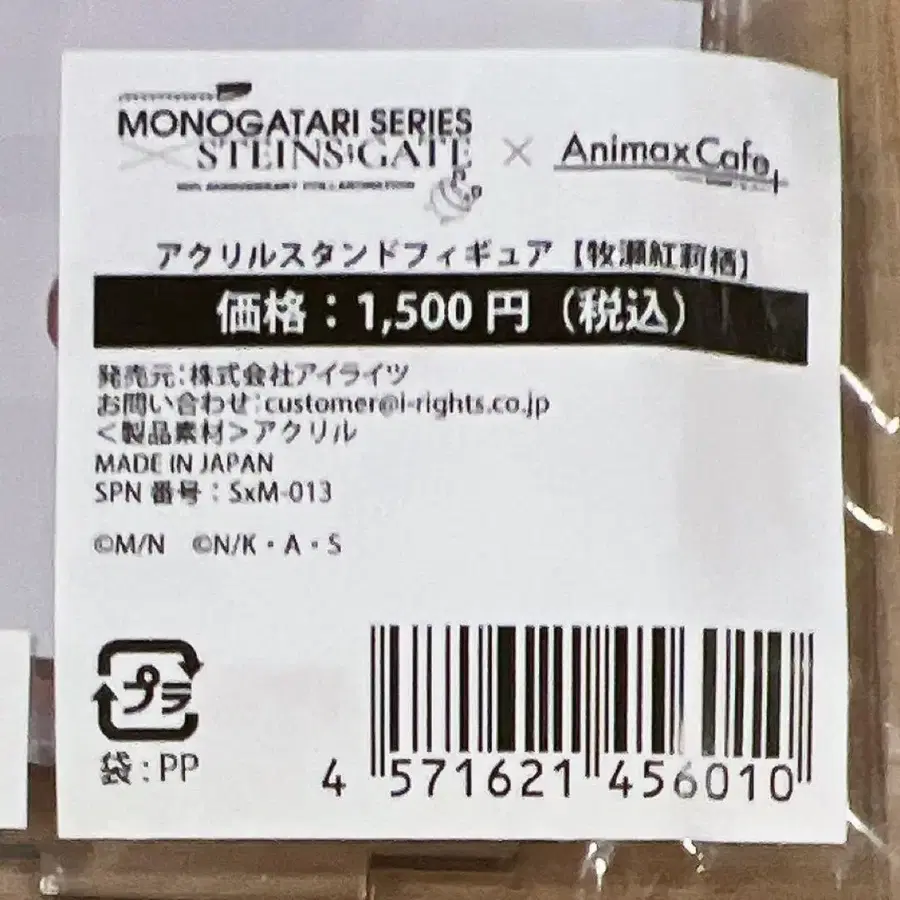 MONOGATARI SERIES
× STEINS;GATE × AnimaxCafe+
アクリルスタンドフィギュア【牧瀬紅莉栖】
価格：1,500円（税込）
発売元：株式会社アイライツ
お問い合わせ：customer@i-rights.co.jp
＜製品素材＞アクリル
MADE IN JAPAN
SPN 番号：SxM-013
©M/N ©N/K・A・S
プラ
袋：PP
4 571621 456010